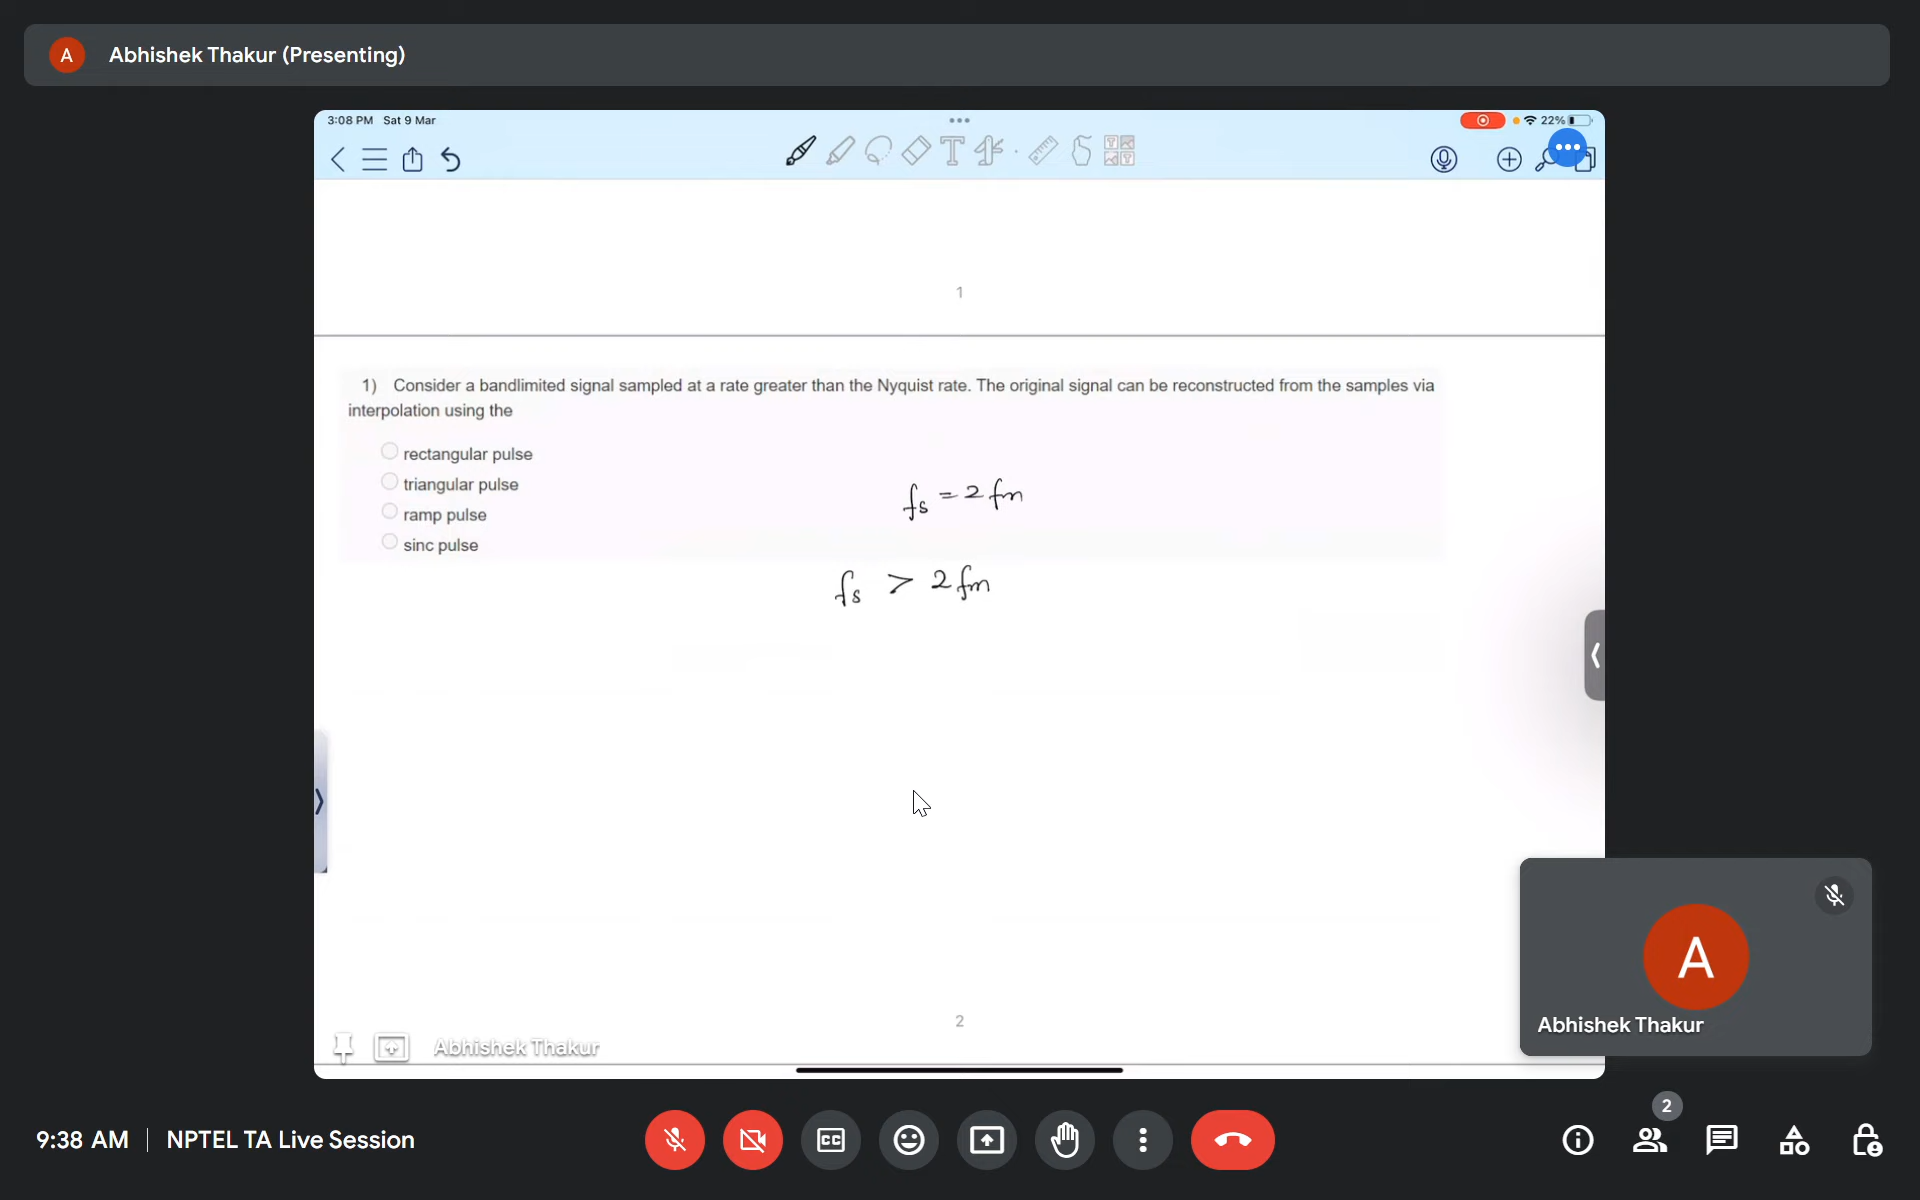 A Abhishek Thakur (Presenting)
3:08 PM Sat 9 Mar
22%
1
1) Consider a bandlimited signal sampled at a rate greater than the Nyquist rate. The original signal can be reconstructed from the samples via
interpolation using the
rectangular pulse
triangular pulse
ramp pulse
sinc pulse
fs = 2 fm
fs > 2 fm
2
Abhishek Thakur
A
Abhishek Thakur
9:38 AM NPTEL TA Live Session
CC
2